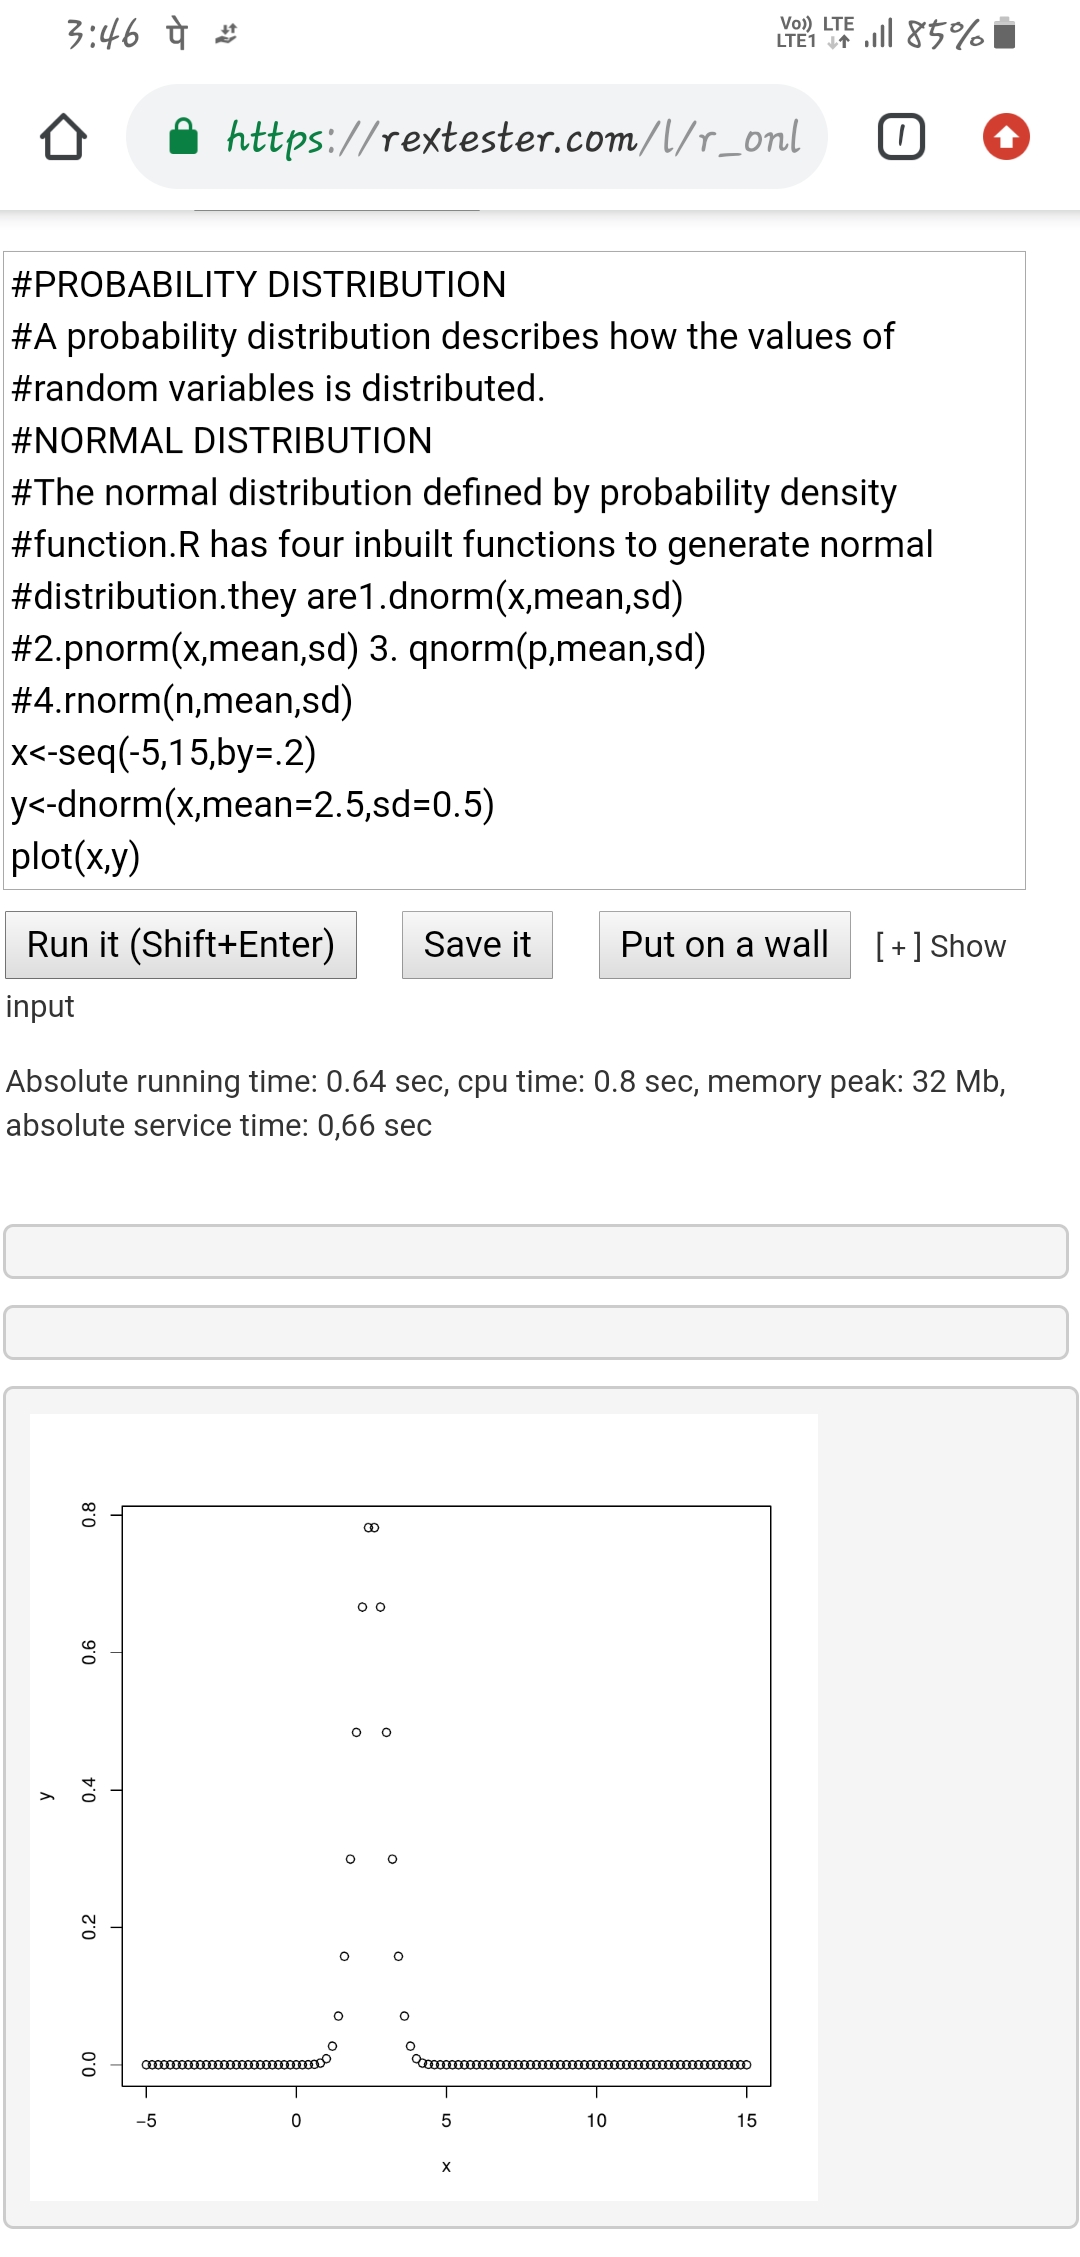 3:46 पे
Vo)) LTE
LTE1
85%
https://rextester.com/l/r_onl
1
#PROBABILITY DISTRIBUTION
#A probability distribution describes how the values of
#random variables is distributed.
#NORMAL DISTRIBUTION
#The normal distribution defined by probability density
#function.R has four inbuilt functions to generate normal
#distribution.they are1.dnorm(x,mean,sd)
#2.pnorm(x,mean,sd) 3. qnorm(p,mean,sd)
#4.rnorm(n,mean,sd)
x<-seq(-5,15,by=.2)
y<-dnorm(x,mean=2.5,sd=0.5)
plot(x,y)
Run it (Shift+Enter) Save it Put on a wall [ + ] Show
input
Absolute running time: 0.64 sec, cpu time: 0.8 sec, memory peak: 32 Mb,
absolute service time: 0,66 sec
0.8
0.6
0.4
0.2
0.0
y
−5 0 5 10 15
x